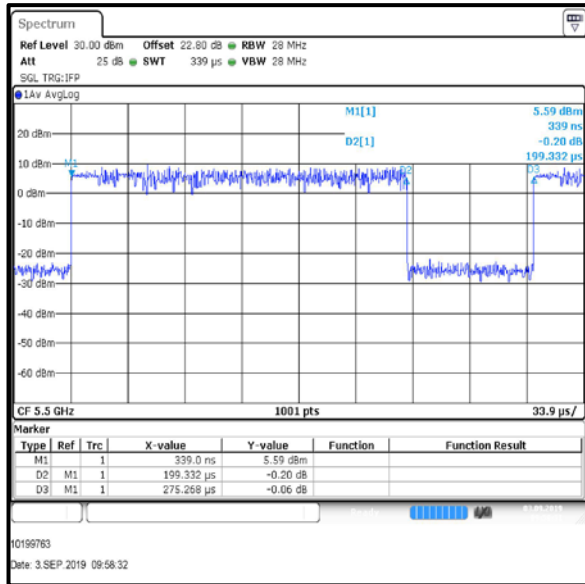 Spectrum
Ref Level 30.00 dBm Offset 22.80 dB RBW 28 MHz
Att 25 dB SWT 339 µs VBW 28 MHz
SGL TRG:IFP
1Av AvgLog
M1[1] 5.59 dBm
339 ns
D2[1] -0.20 dB
199.332 µs
20 dBm
10 dBm
M1 D2 D3
0 dBm
-10 dBm
-20 dBm
-30 dBm
-40 dBm
-50 dBm
-60 dBm
CF 5.5 GHz 1001 pts 33.9 µs/
Marker
Type Ref Trc X-value Y-value Function Function Result
M1 1 339.0 ns 5.59 dBm
D2 M1 1 199.332 µs -0.20 dB
D3 M1 1 275.268 µs -0.06 dB
10199763
Date: 3.SEP.2019 09:58:32